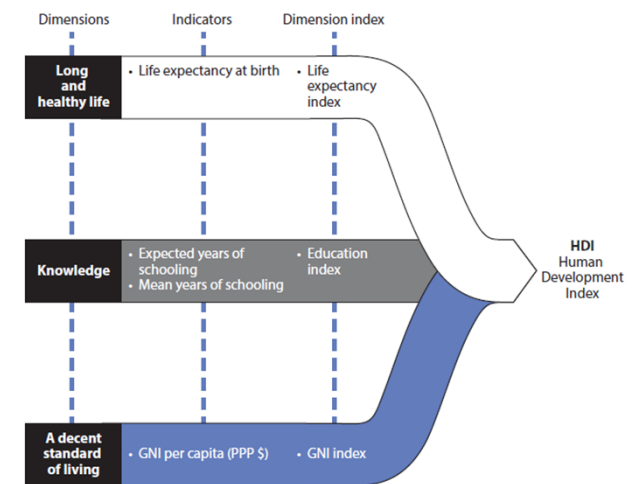 Dimensions Indicators Dimension index
Long
and
healthy life
• Life expectancy at birth
• Life
expectancy
index
Knowledge
• Expected years of
schooling
• Mean years of schooling
• Education
index
HDI
Human
Development
Index
A decent
standard
of living
• GNI per capita (PPP $)
• GNI index